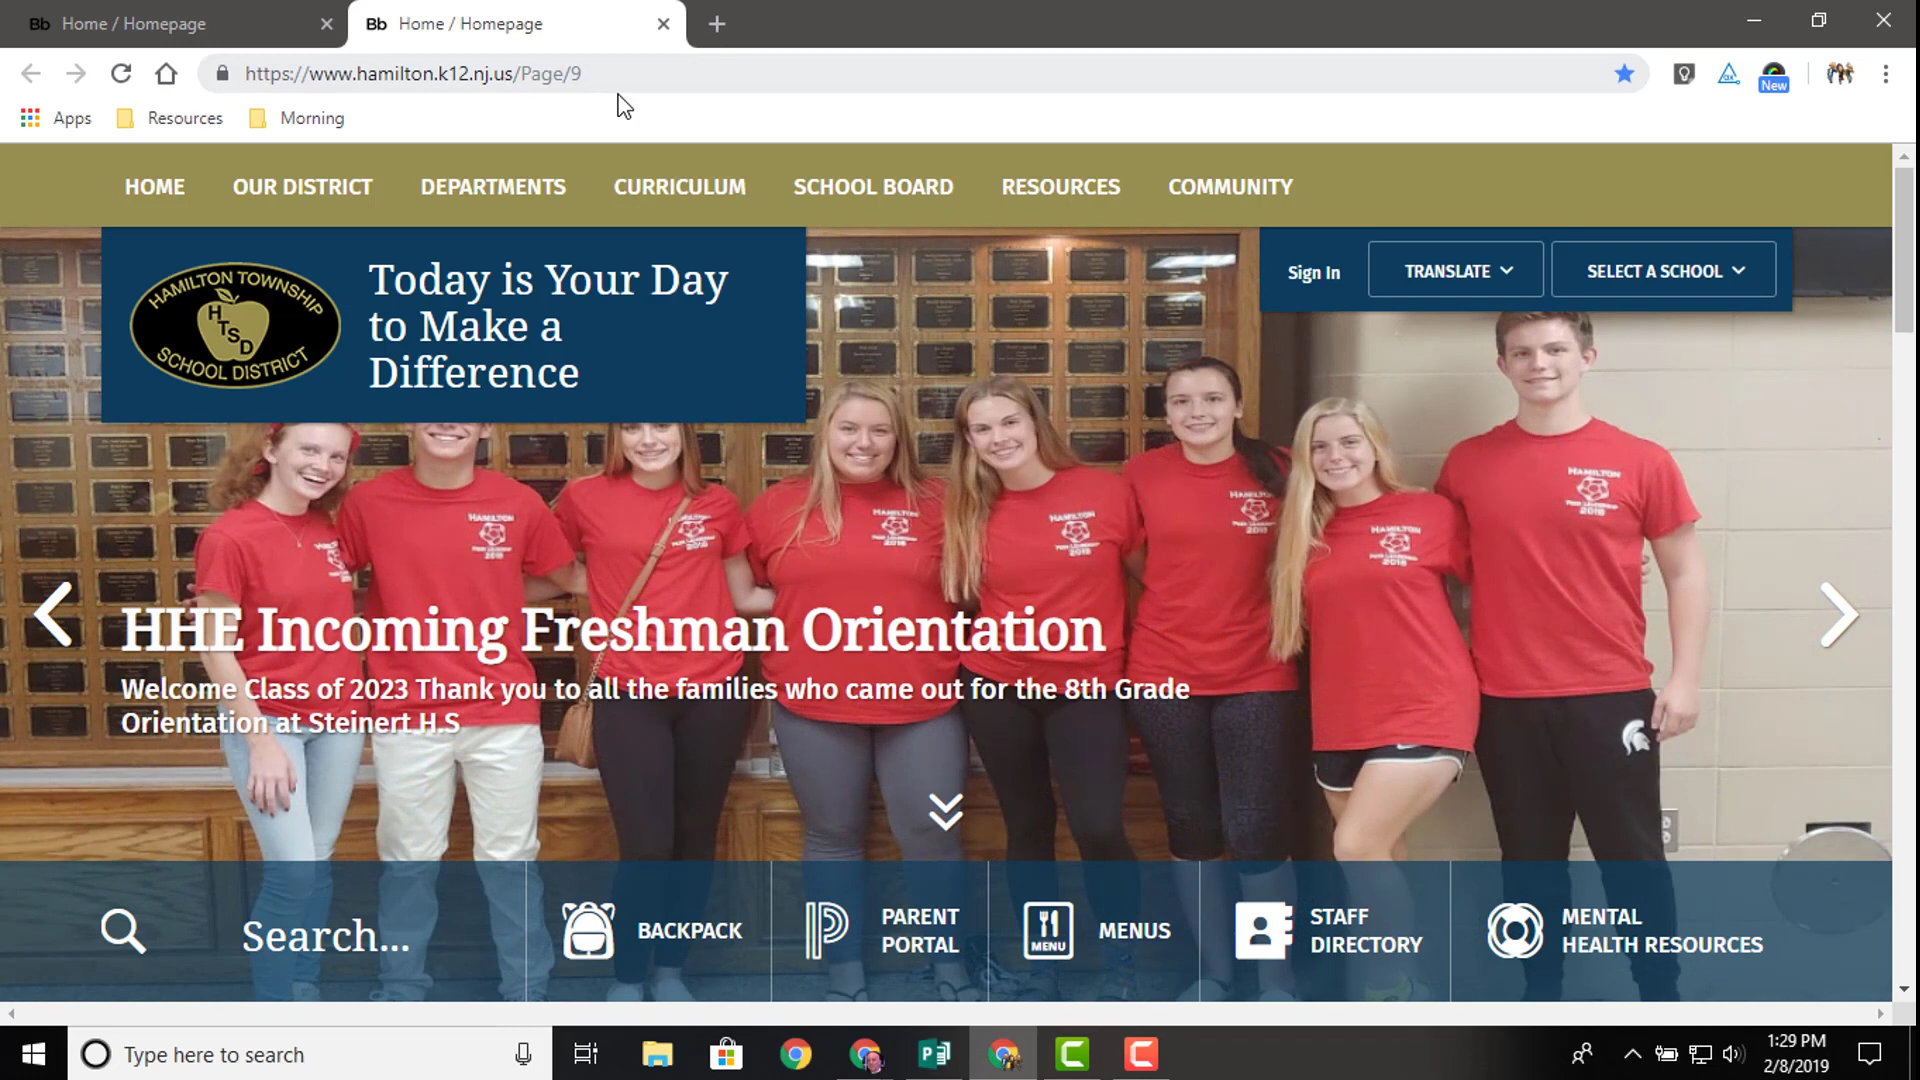 Bb Home / Homepage
Bb Home / Homepage
https://www.hamilton.k12.nj.us/Page/9
New
Apps Resources Morning
HOME OUR DISTRICT DEPARTMENTS CURRICULUM SCHOOL BOARD RESOURCES COMMUNITY
HAMILTON TOWNSHIP
HTSD
SCHOOL DISTRICT
Today is Your Day
to Make a
Difference
Sign In TRANSLATE SELECT A SCHOOL
HAMILTON
2018
HHE Incoming Freshman Orientation
Welcome Class of 2023 Thank you to all the families who came out for the 8th Grade
Orientation at Steinert H.S
Search...
BACKPACK
PARENT
PORTAL
MENU
MENUS
STAFF
DIRECTORY
MENTAL
HEALTH RESOURCES
Type here to search
1:29 PM
2/8/2019